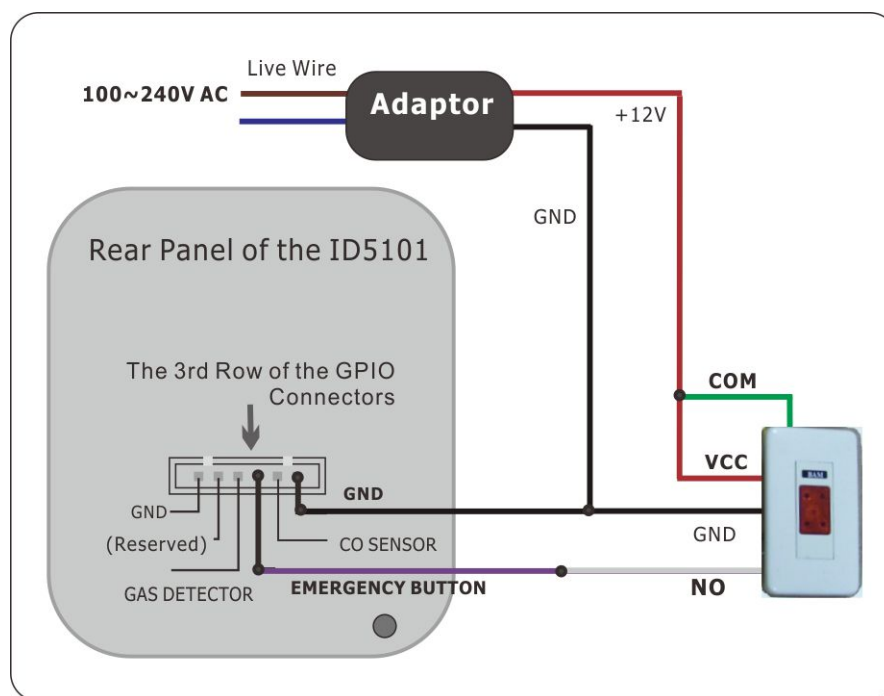 Live Wire
100~240V AC
Adaptor
+12V
GND
Rear Panel of the ID5101
The 3rd Row of the GPIO
Connectors
COM
VCC
GND
GND
GND
(Reserved)
CO SENSOR
GAS DETECTOR
EMERGENCY BUTTON
NO